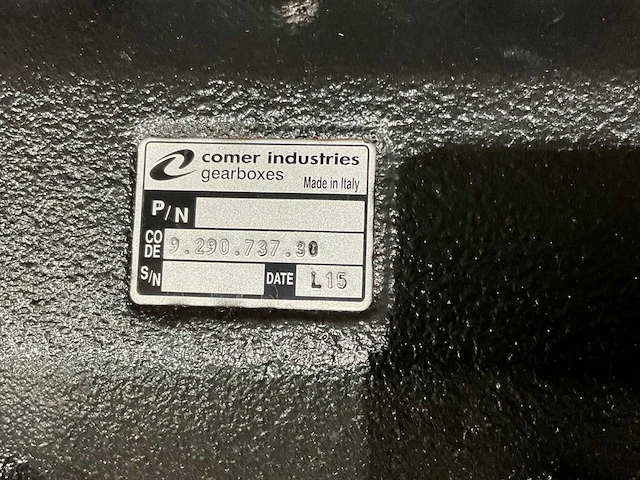 comer industries
gearboxes
Made in Italy
P/N
CODE 9.290.737.30
S/N DATE L15